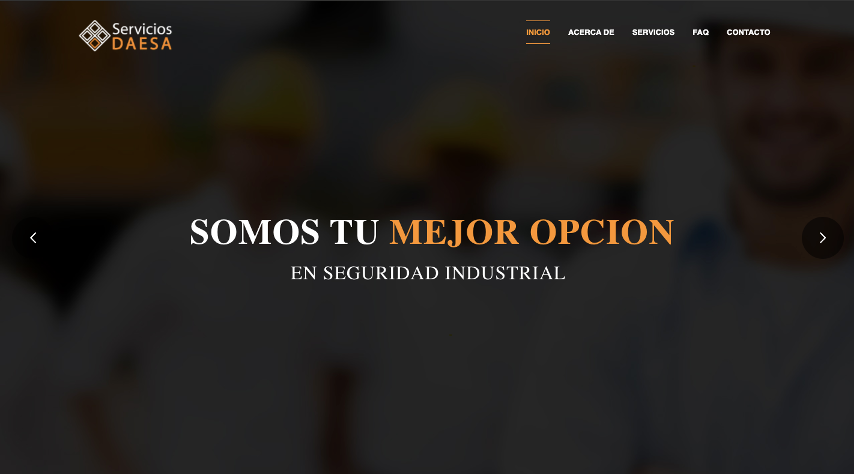 Servicios
DAESA
INICIO ACERCA DE SERVICIOS FAQ CONTACTO
SOMOS TU MEJOR OPCION
EN SEGURIDAD INDUSTRIAL